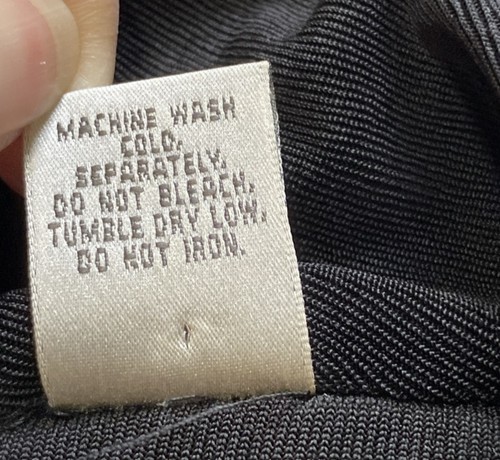 MACHINE WASH
COLD,
SEPARATELY,
DO NOT BLEACH,
TUMBLE DRY LOW,
DO NOT IRON.